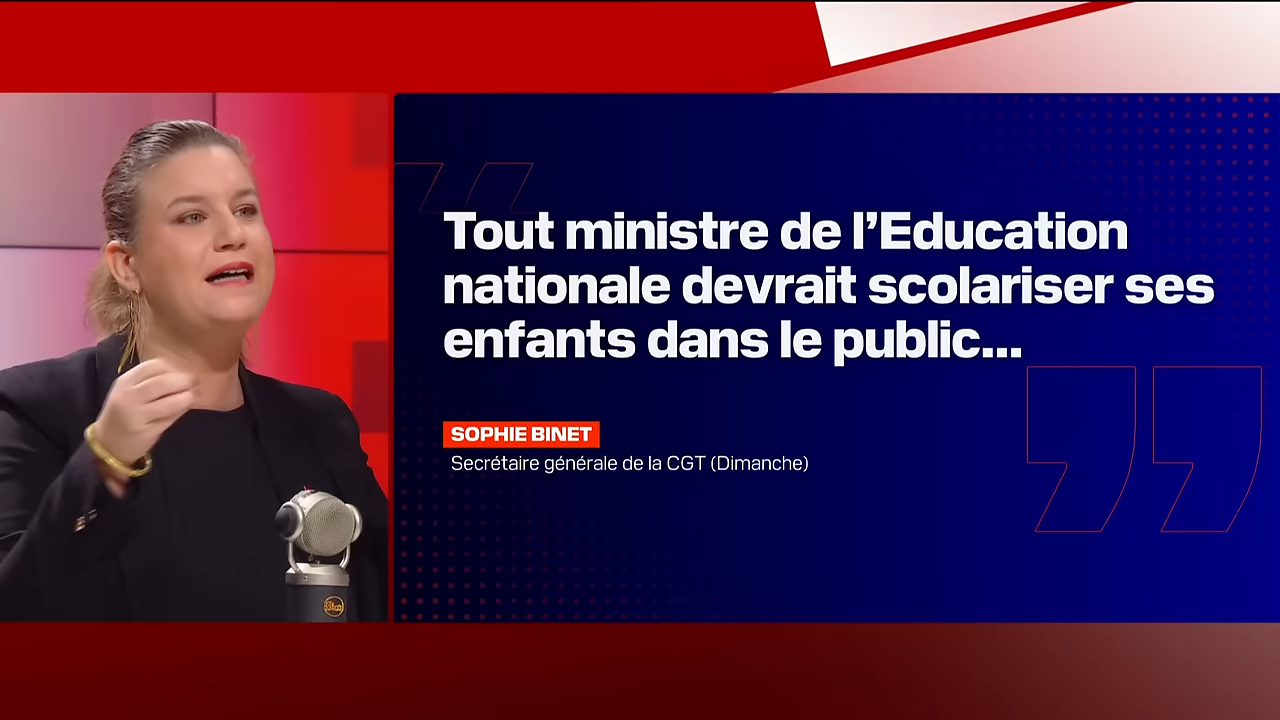 Tout ministre de l’Education
nationale devrait scolariser ses
enfants dans le public...
SOPHIE BINET
Secrétaire générale de la CGT (Dimanche)